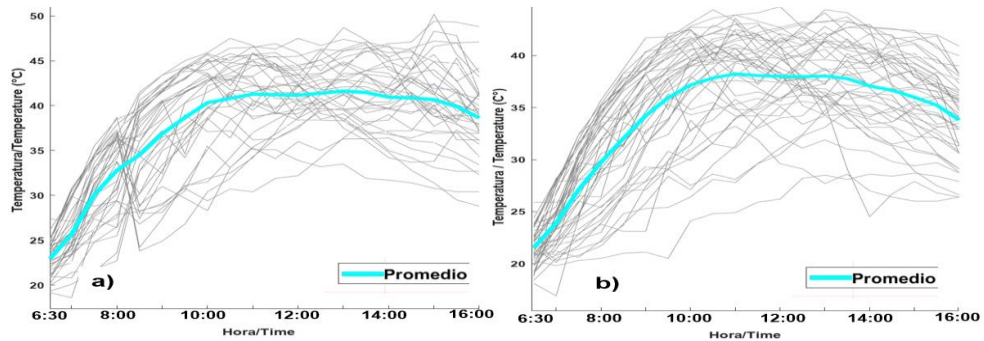 50
45
40
35
30
25
20
Temperatura/Temperature (°C)
a)
Promedio
6:30 8:00 10:00 12:00 14:00 16:00
Hora/Time
40
35
30
25
20
Temperatura / Temperature (C°)
b)
Promedio
6:30 8:00 10:00 12:00 14:00 16:00
Hora/Time